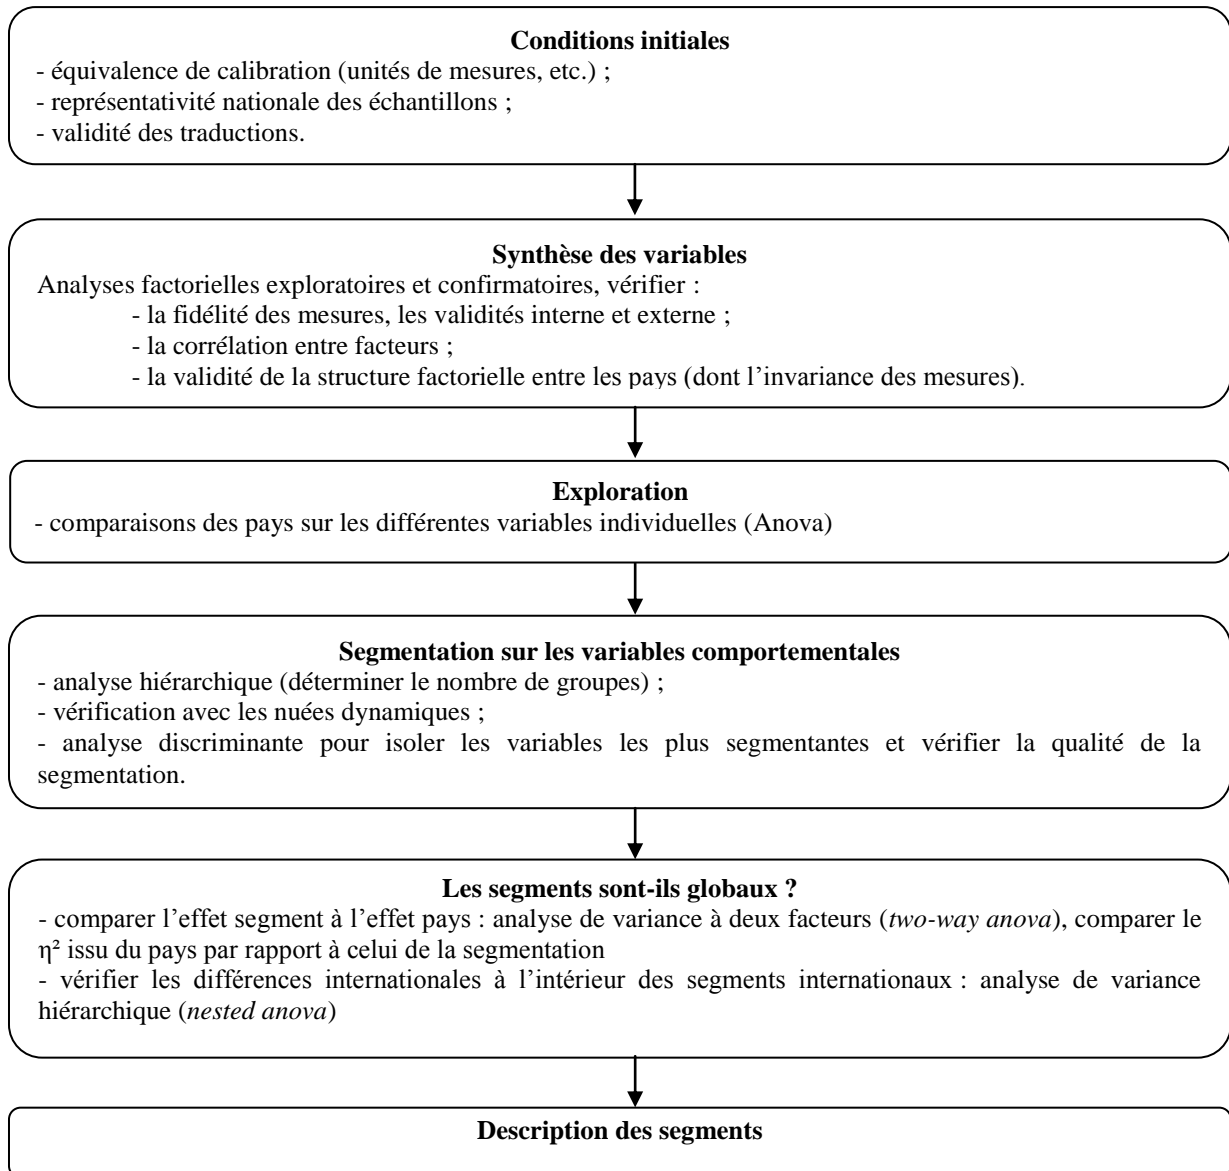 Conditions initiales
- équivalence de calibration (unités de mesures, etc.) ;
- représentativité nationale des échantillons ;
- validité des traductions.
Synthèse des variables
Analyses factorielles exploratoires et confirmatoires, vérifier :
- la fidélité des mesures, les validités interne et externe ;
- la corrélation entre facteurs ;
- la validité de la structure factorielle entre les pays (dont l’invariance des mesures).
Exploration
- comparaisons des pays sur les différentes variables individuelles (Anova)
Segmentation sur les variables comportementales
- analyse hiérarchique (déterminer le nombre de groupes) ;
- vérification avec les nuées dynamiques ;
- analyse discriminante pour isoler les variables les plus segmentantes et vérifier la qualité de la
segmentation.
Les segments sont-ils globaux ?
- comparer l’effet segment à l’effet pays : analyse de variance à deux facteurs (two-way anova), comparer le
η² issu du pays par rapport à celui de la segmentation
- vérifier les différences internationales à l’intérieur des segments internationaux : analyse de variance
hiérarchique (nested anova)
Description des segments